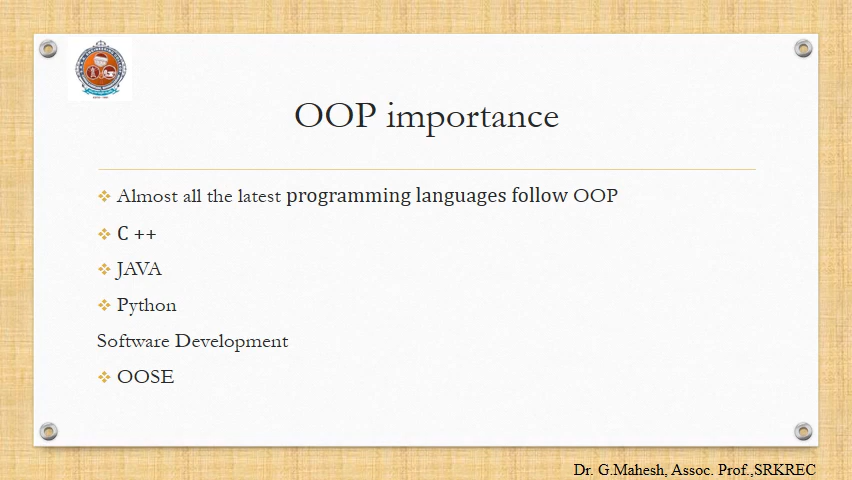 OOP importance
Almost all the latest programming languages follow OOP
C ++
JAVA
Python
Software Development
OOSE
Dr. G.Mahesh, Assoc. Prof.,SRKREC